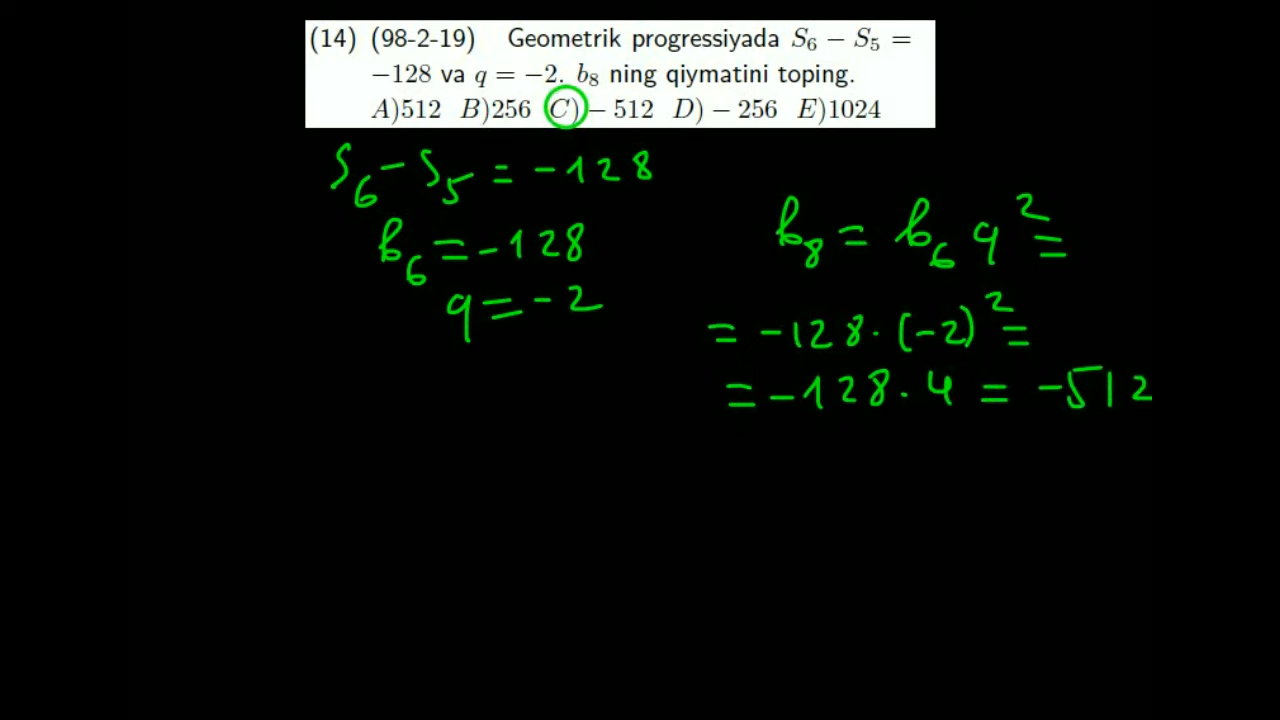 (14) (98-2-19) Geometrik progressiyada S₆ − S₅ =
−128 va q = −2. b₈ ning qiymatini toping.
A)512 B)256 C)− 512 D) − 256 E)1024
S₆ − S₅ = −128
b₆ = −128
q = −2
b₈ = b₆ q² =
= −128 · (−2)² =
= −128 · 4 = −512